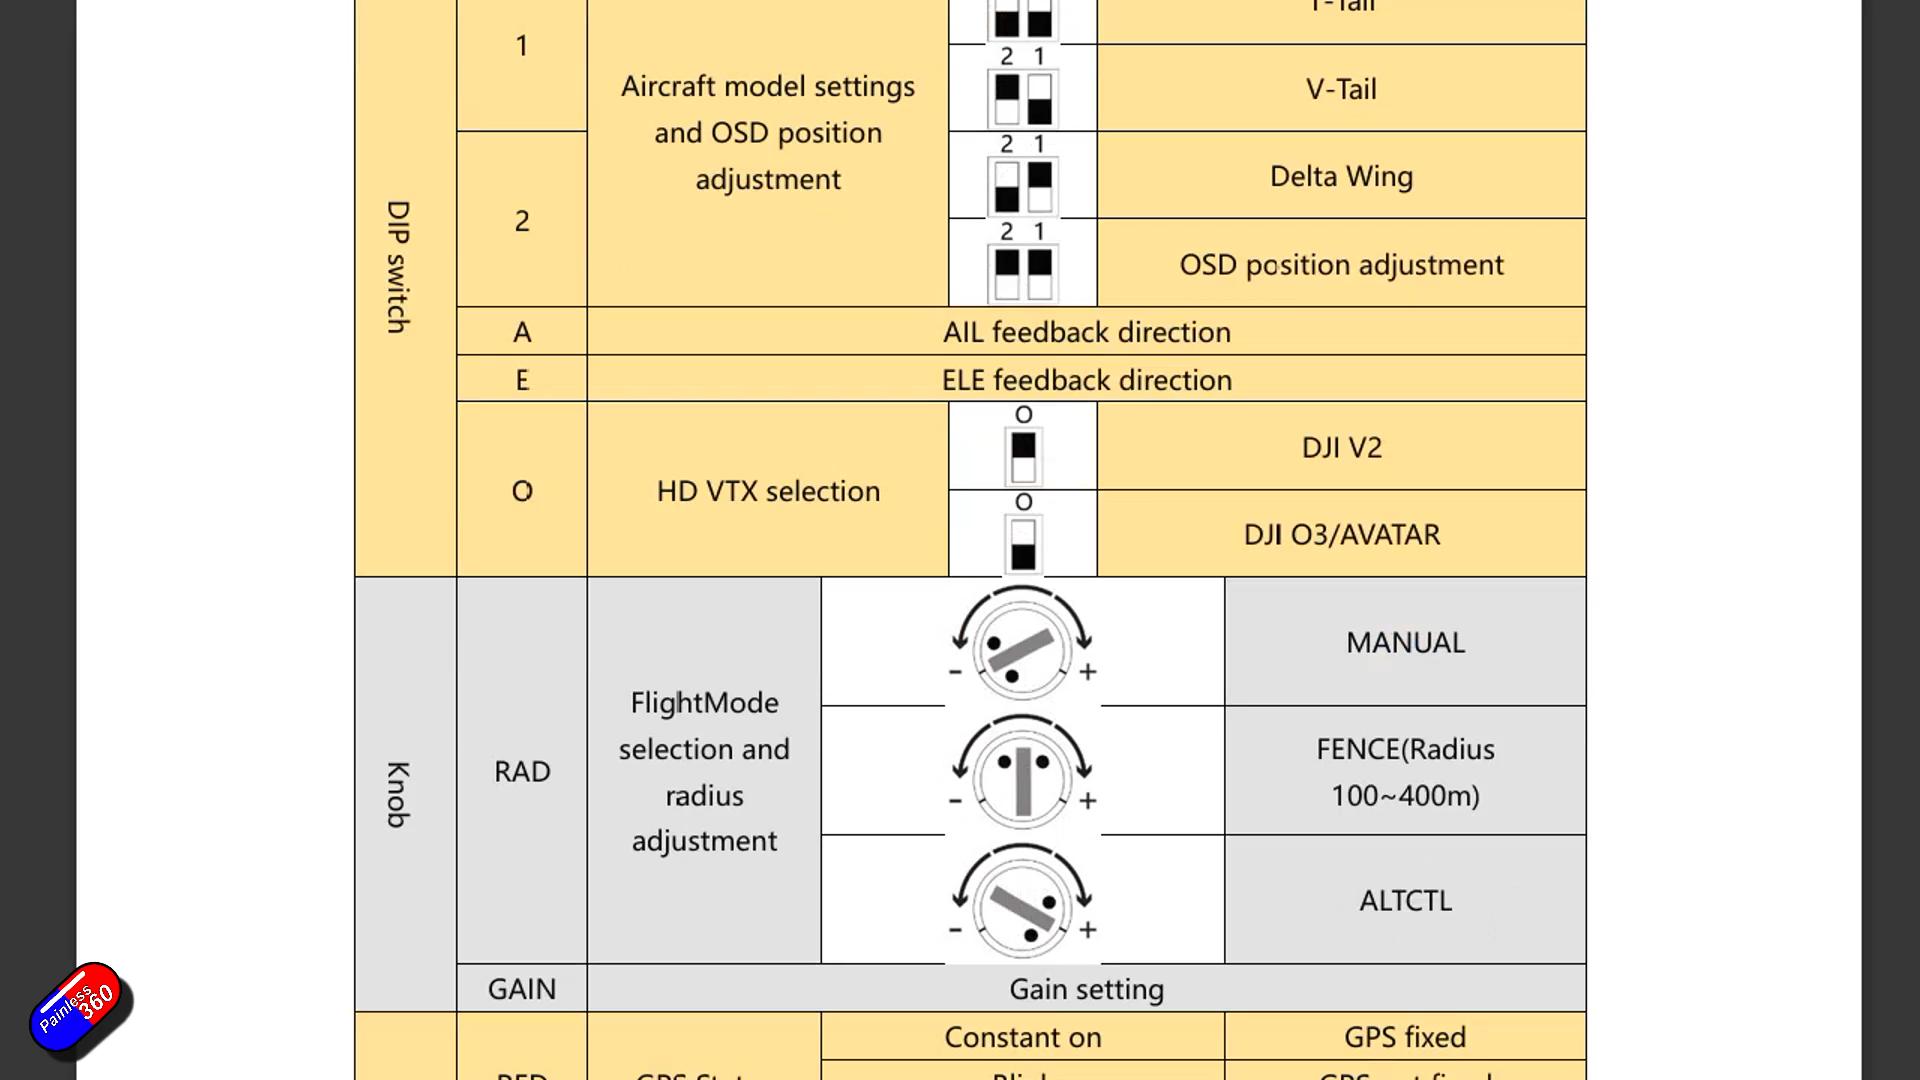 T-Tail
1
Aircraft model settings
and OSD position
adjustment
2 1
V-Tail
2 1
Delta Wing
2
2 1
OSD position adjustment
DIP switch
A
AIL feedback direction
E
ELE feedback direction
O
HD VTX selection
O
DJI V2
O
DJI O3/AVATAR
Knob
RAD
FlightMode
selection and
radius
adjustment
- +
MANUAL
- +
FENCE(Radius
100~400m)
- +
ALTCTL
GAIN
Gain setting
Constant on
GPS fixed
Painless
360